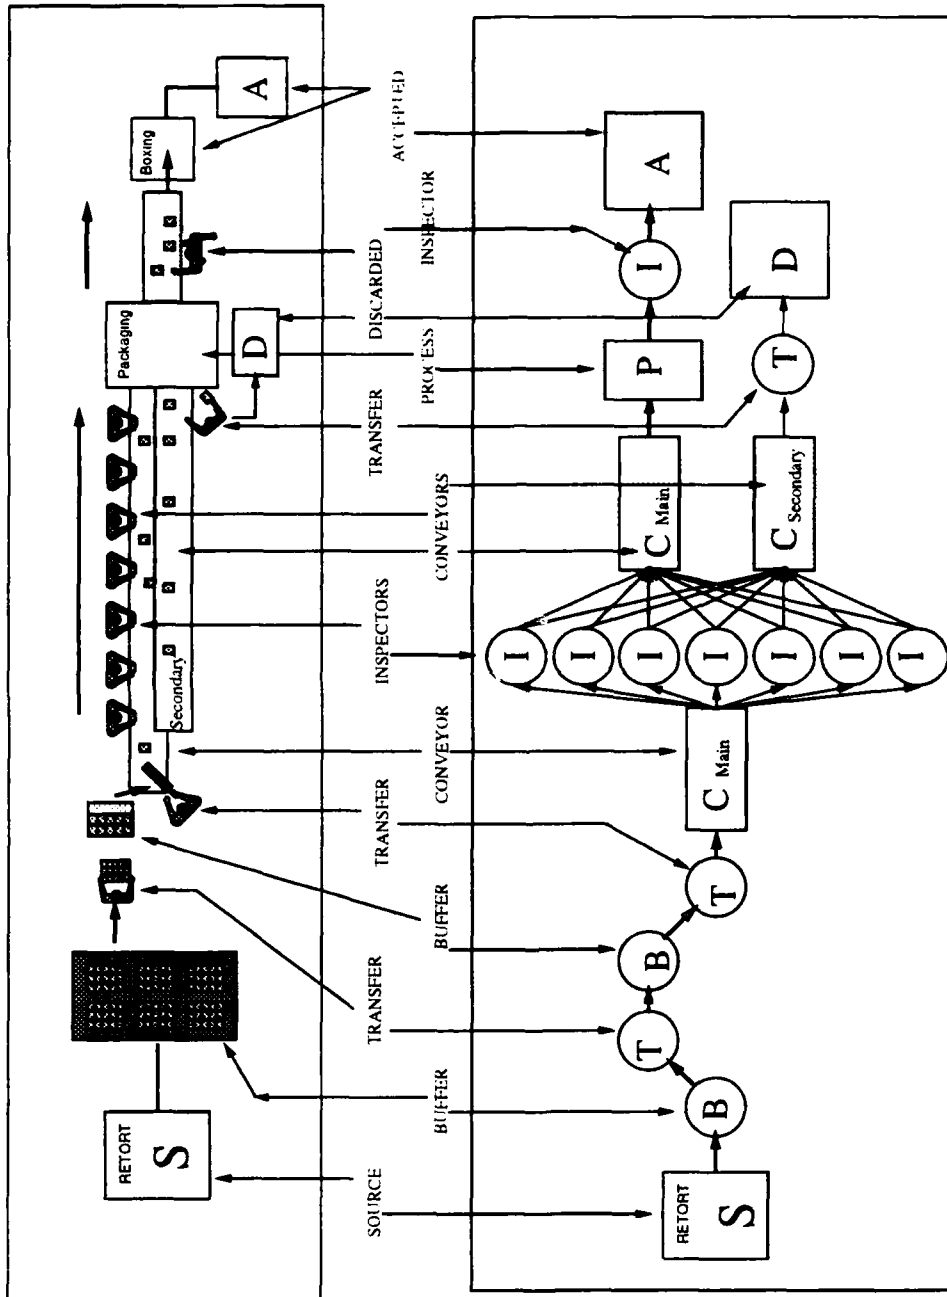 RETORT
S
Secondary
Packaging
D
Boxing
A
SOURCE
BUFFER
TRANSFER
BUFFER
TRANSFER
CONVEYOR
INSPECTORS
CONVEYORS
TRANSFER
PROCESS
DISCARDED
INSPECTOR
ACCEPTED
RETORT
S
B
T
B
T
C Main
I
I
I
I
I
I
I
C Main
C Secondary
P
T
I
D
A